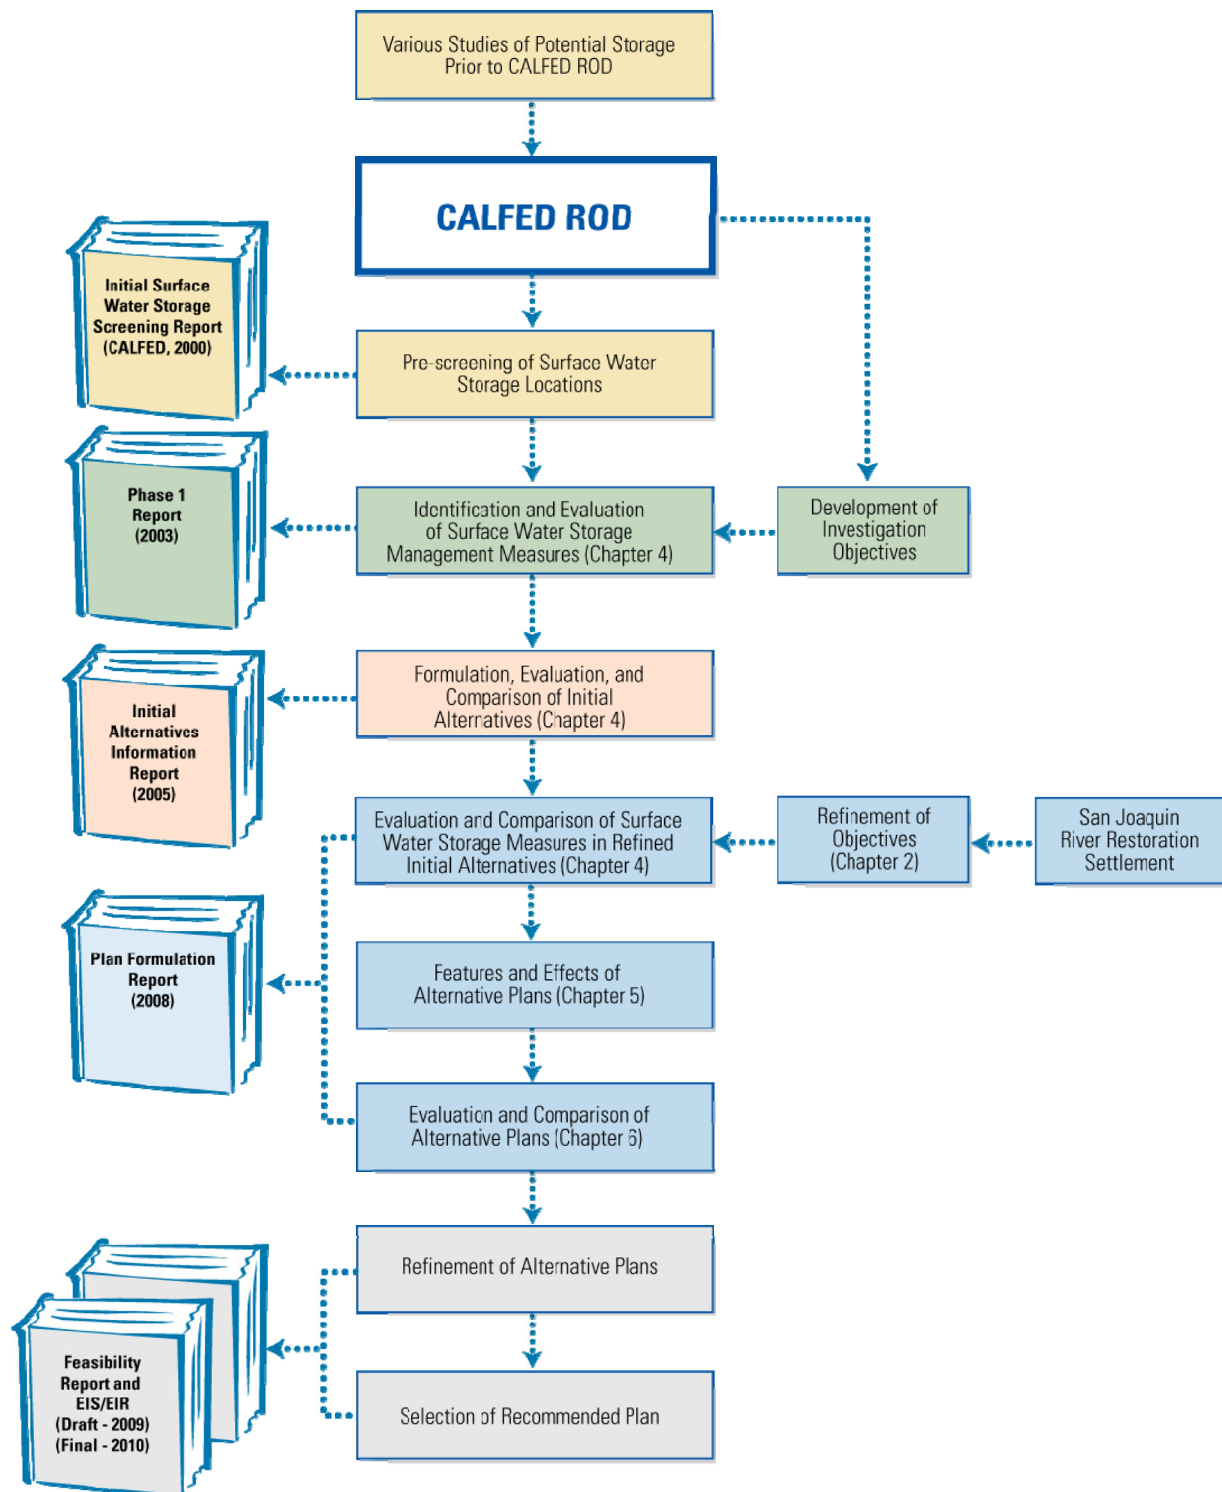 Various Studies of Potential Storage
Prior to CALFED ROD
CALFED ROD
Initial Surface
Water Storage
Screening Report
(CALFED, 2000)
Pre-screening of Surface Water
Storage Locations
Phase 1
Report
(2003)
Identification and Evaluation
of Surface Water Storage
Management Measures (Chapter 4)
Development of
Investigation
Objectives
Initial
Alternatives
Information
Report
(2005)
Formulation, Evaluation, and
Comparison of Initial
Alternatives (Chapter 4)
Evaluation and Comparison of Surface
Water Storage Measures in Refined
Initial Alternatives (Chapter 4)
Refinement of
Objectives
(Chapter 2)
San Joaquin
River Restoration
Settlement
Plan Formulation
Report
(2008)
Features and Effects of
Alternative Plans (Chapter 5)
Evaluation and Comparison of
Alternative Plans (Chapter 6)
Refinement of Alternative Plans
Feasibility
Report and
EIS/EIR
(Draft - 2009)
(Final - 2010)
Selection of Recommended Plan